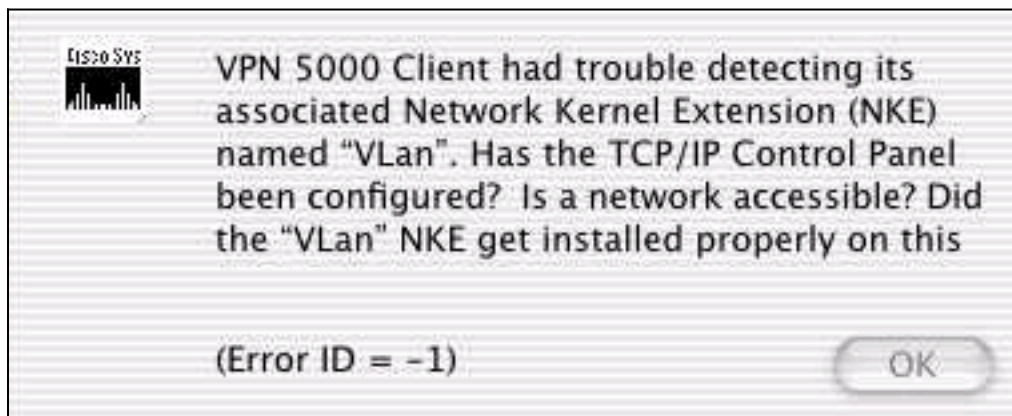 Cisco Sys
VPN 5000 Client had trouble detecting its
associated Network Kernel Extension (NKE)
named “VLan”. Has the TCP/IP Control Panel
been configured?  Is a network accessible? Did
the “VLan” NKE get installed properly on this
(Error ID = -1)
OK